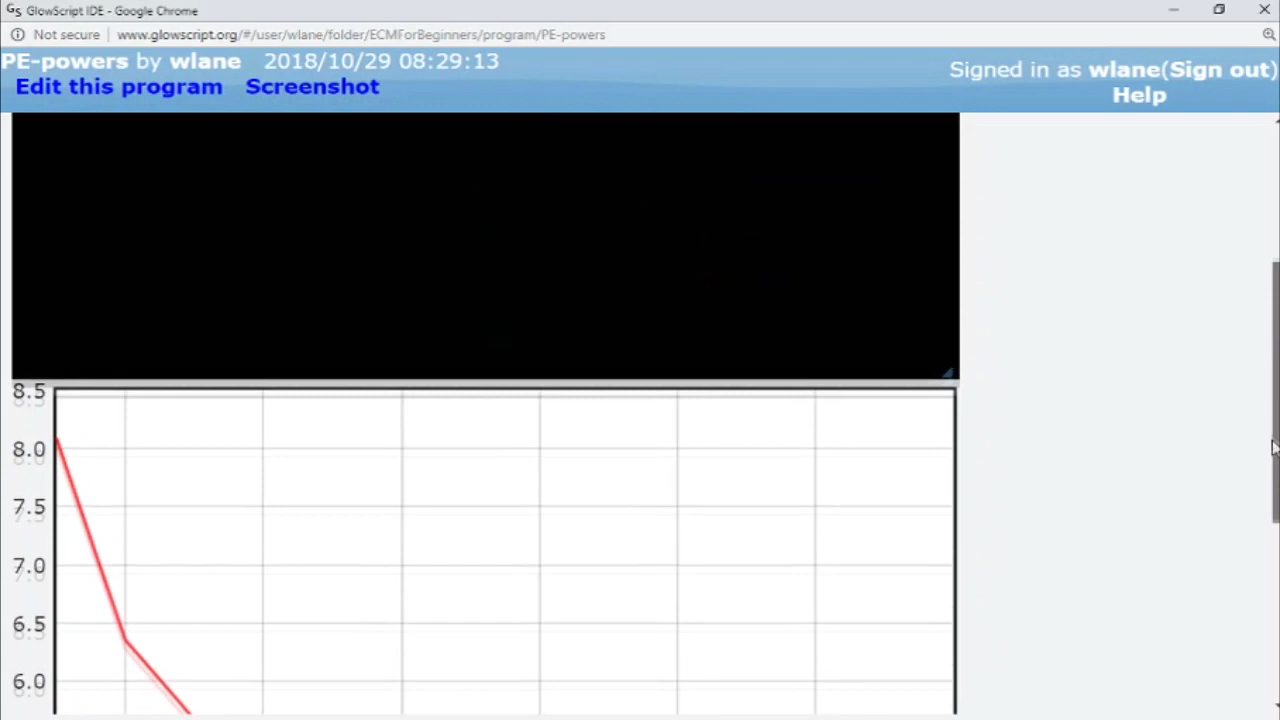 GlowScript IDE - Google Chrome
Not secure www.glowscript.org/#/user/wlane/folder/ECMForBeginners/program/PE-powers
PE-powers by wlane 2018/10/29 08:29:13
Signed in as wlane(Sign out)
Edit this program Screenshot
Help
8.5
8.0
7.5
7.0
6.5
6.0